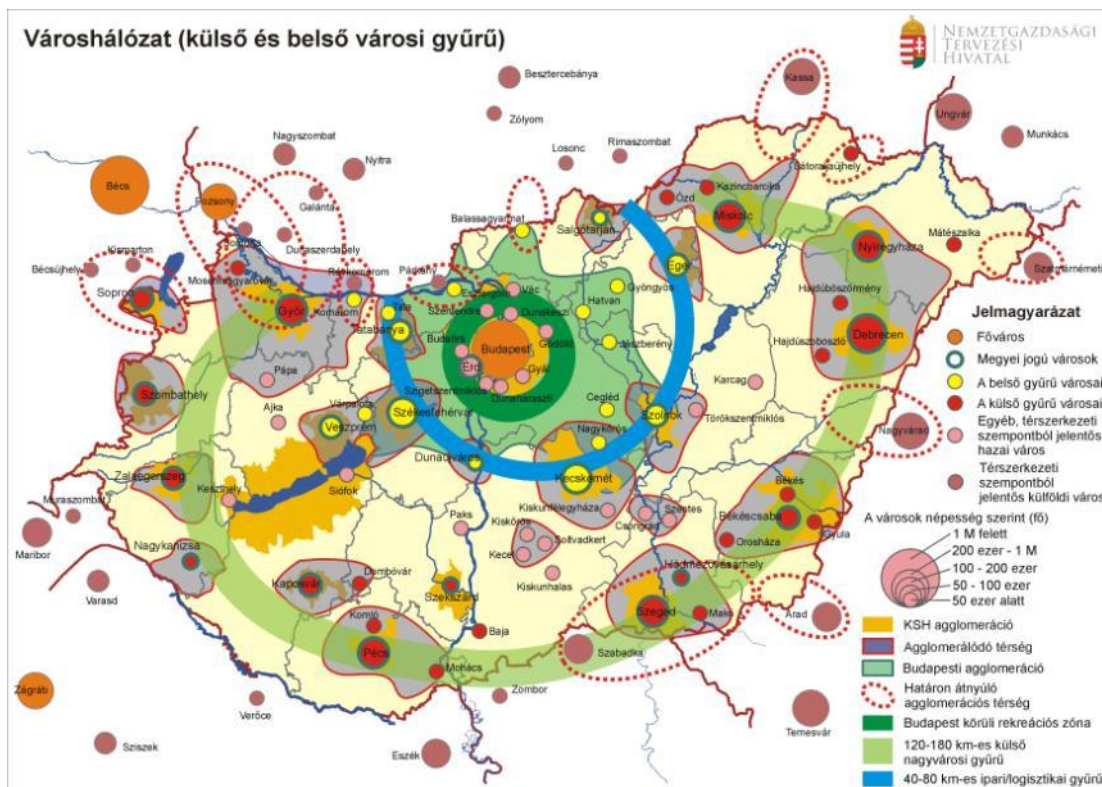 Városhálózat (külső és belső városi gyűrű)
NEMZETGAZDASÁGI
TERVEZÉSI
HIVATAL
Besztercebánya
Kassa
Zólyom
Ungvár
Munkács
Nagyszombat
Nyitra
Losonc
Rimaszombat
Sátoraljaújhely
Bécs
Pozsony
Galánta
Kazincbarcika
Ózd
Miskolc
Balassagyarmat
Salgótarján
Dunaszerdahely
Kismarton
Bécsújhely
Mosonmagyaróvár
Révkomárom
Párkány
Eger
Nyíregyháza
Mátészalka
Szatmárnémeti
Sopron
Győr
Komárom
Esztergom
Vác
Gyöngyös
Tata
Szentendre
Dunakeszi
Hatvan
Hajdúböszörmény
Tatabánya
Budaörs
Gödöllő
Budapest
Jászberény
Debrecen
Hajdúszoboszló
Érd
Gyál
Pápa
Szigetszentmiklós
Dunaharaszti
Karcag
Szombathely
Ajka
Várpalota
Székesfehérvár
Cegléd
Szolnok
Törökszentmiklós
Veszprém
Nagykőrös
Nagyvárad
Dunaújváros
Zalaegerszeg
Kecskemét
Keszthely
Siófok
Békés
Muraszombat
Paks
Kiskunfélegyháza
Szentes
Csongrád
Békéscsaba
Gyula
Kiskőrös
Soltvadkert
Orosháza
Maribor
Nagykanizsa
Kecel
Kiskunhalas
Hódmezővásárhely
Varasd
Kaposvár
Dombóvár
Szekszárd
Szeged
Makó
Arad
Komló
Baja
Pécs
Szabadka
Mohács
Zágráb
Verőce
Zombor
Temesvár
Sziszek
Eszék
Jelmagyarázat
Főváros
Megyei jogú városok
A belső gyűrű városai
A külső gyűrű városai
Egyéb, térszerkezeti
szempontból jelentős
hazai város
Térszerkezeti
szempontból
jelentős külföldi város
A városok népesség szerint (fő)
1 M felett
200 ezer - 1 M
100 - 200 ezer
50 - 100 ezer
50 ezer alatt
KSH agglomeráció
Agglomerálódó térség
Budapesti agglomeráció
Határon átnyúló
agglomerációs térség
Budapest körüli rekreációs zóna
120-180 km-es külső
nagyvárosi gyűrű
40-80 km-es ipari/logisztikai gyűrű